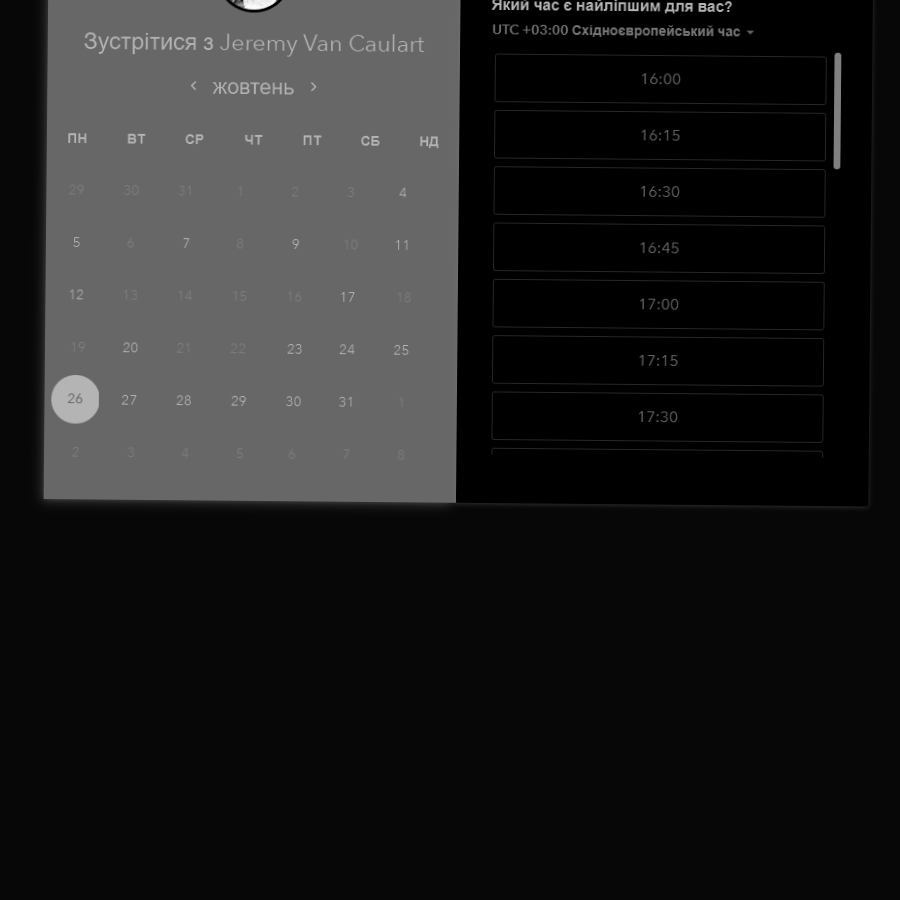 Зустрітися з Jeremy Van Caulart
‹ жовтень ›
ПН ВТ СР ЧТ ПТ СБ НД
29 30 31 1 2 3 4
5 6 7 8 9 10 11
12 13 14 15 16 17 18
19 20 21 22 23 24 25
26 27 28 29 30 31 1
2 3 4 5 6 7 8
Який час є найліпшим для вас?
UTC +03:00 Східноєвропейський час
16:00
16:15
16:30
16:45
17:00
17:15
17:30